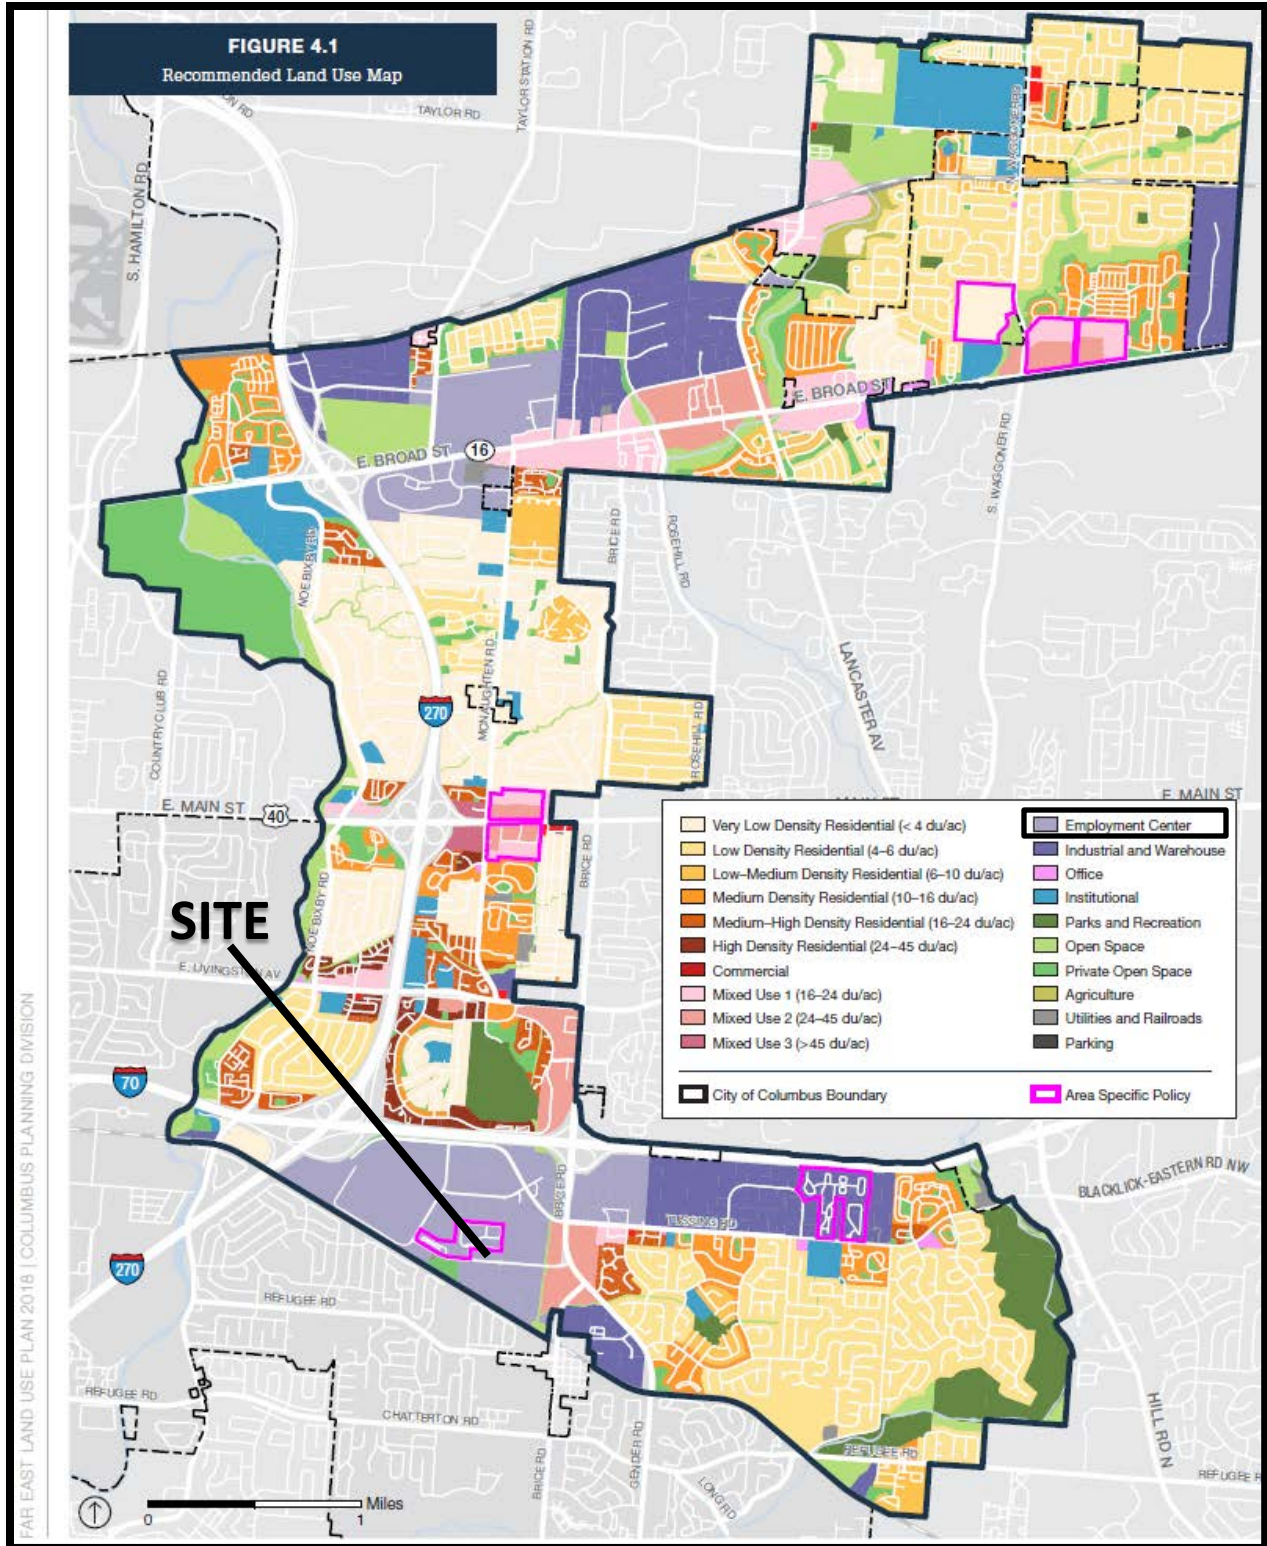 FIGURE 4.1
Recommended Land Use Map
TAYLOR RD
TAYLOR STATION RD
S. HAMILTON RD
N. WAGGONER RD
E. BROAD ST
E. BROAD ST
16
S. WAGGONER RD
NOE BIXBY RD
BRICE RD
ROSEHILL RD
MCNAUGHTEN RD
LANCASTER AV
COUNTRY CLUB RD
270
ROSEHILL RD
E. MAIN ST
40
E. MAIN ST
BRICE RD
NOE BIXBY RD
SITE
E. LIVINGSTON AV
Very Low Density Residential (< 4 du/ac)
Low Density Residential (4–6 du/ac)
Low–Medium Density Residential (6–10 du/ac)
Medium Density Residential (10–16 du/ac)
Medium–High Density Residential (16–24 du/ac)
High Density Residential (24–45 du/ac)
Commercial
Mixed Use 1 (16–24 du/ac)
Mixed Use 2 (24–45 du/ac)
Mixed Use 3 (>45 du/ac)
City of Columbus Boundary
Employment Center
Industrial and Warehouse
Office
Institutional
Parks and Recreation
Open Space
Private Open Space
Agriculture
Utilities and Railroads
Parking
Area Specific Policy
70
BRICE RD
TUSSING RD
BLACKLICK-EASTERN RD NW
270
REFUGEE RD
REFUGEE RD
CHATTERTON RD
BRICE RD
GENDER RD
LONG RD
REFUGEE RD
HILL RD N
REFUGEE R
Miles
0
1
FAR EAST LAND USE PLAN 2018 | COLUMBUS PLANNING DIVISION